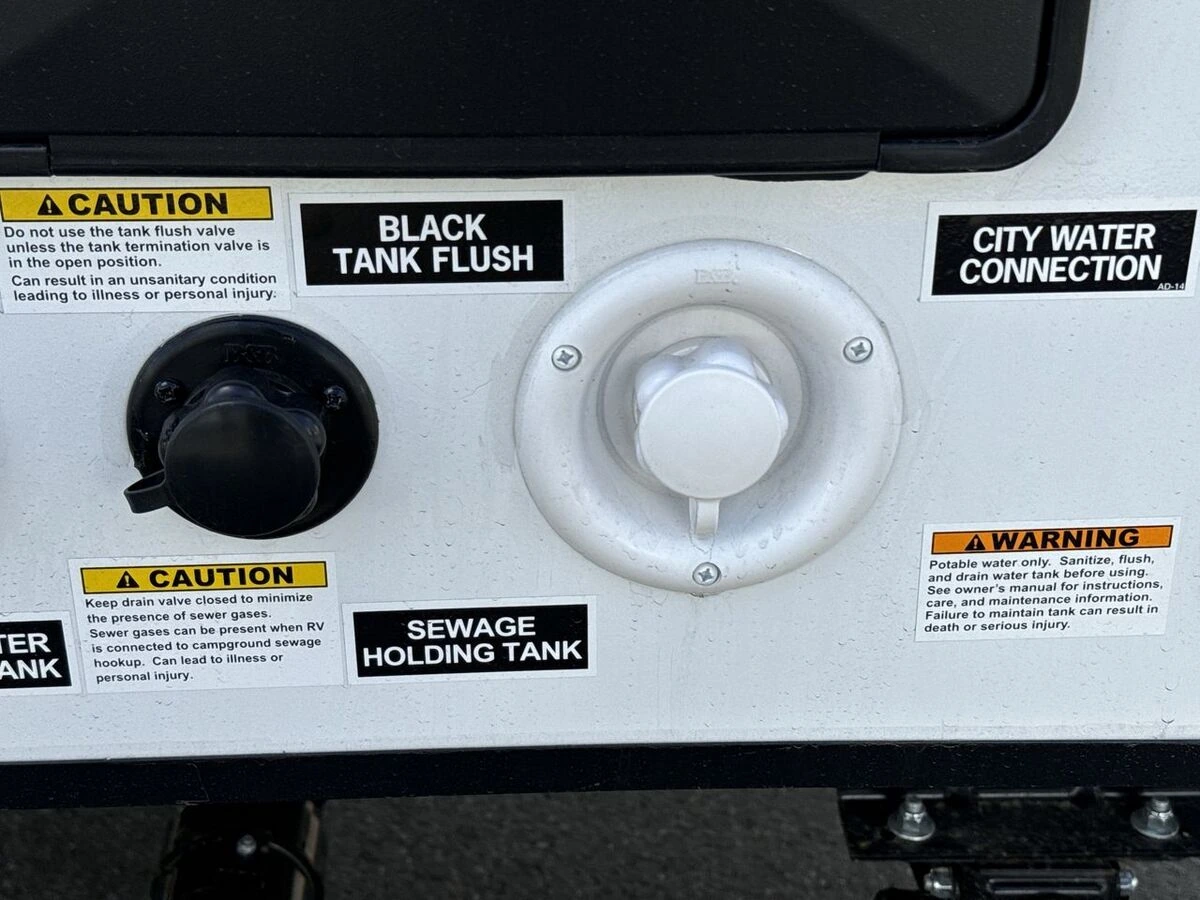 CAUTION
Do not use the tank flush valve
unless the tank termination valve is
in the open position.
Can result in an unsanitary condition
leading to illness or personal injury.
BLACK
TANK FLUSH
CITY WATER
CONNECTION
AD-14
CAUTION
Keep drain valve closed to minimize
the presence of sewer gases.
Sewer gases can be present when RV
is connected to campground sewage
hookup. Can lead to illness or
personal injury.
TER
ANK
SEWAGE
HOLDING TANK
WARNING
Potable water only. Sanitize, flush,
and drain water tank before using.
See owner's manual for instructions,
care, and maintenance information.
Failure to maintain tank can result in
death or serious injury.